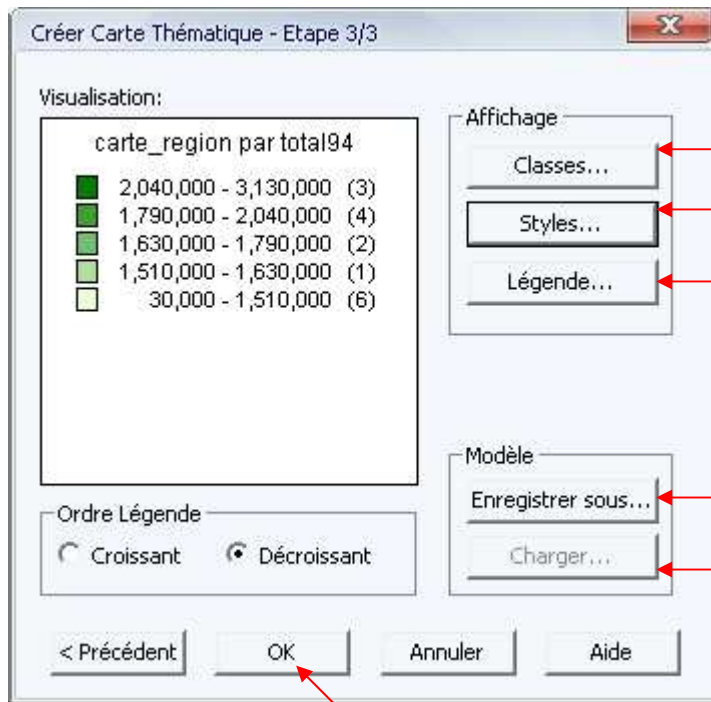 Créer Carte Thématique - Etape 3/3
Visualisation:
carte_region par total94
2,040,000 - 3,130,000 (3)
1,790,000 - 2,040,000 (4)
1,630,000 - 1,790,000 (2)
1,510,000 - 1,630,000 (1)
30,000 - 1,510,000 (6)
Affichage
Classes...
Styles...
Légende...
Ordre Légende
Croissant
Décroissant
Modèle
Enregistrer sous...
Charger...
< Précédent
OK
Annuler
Aide